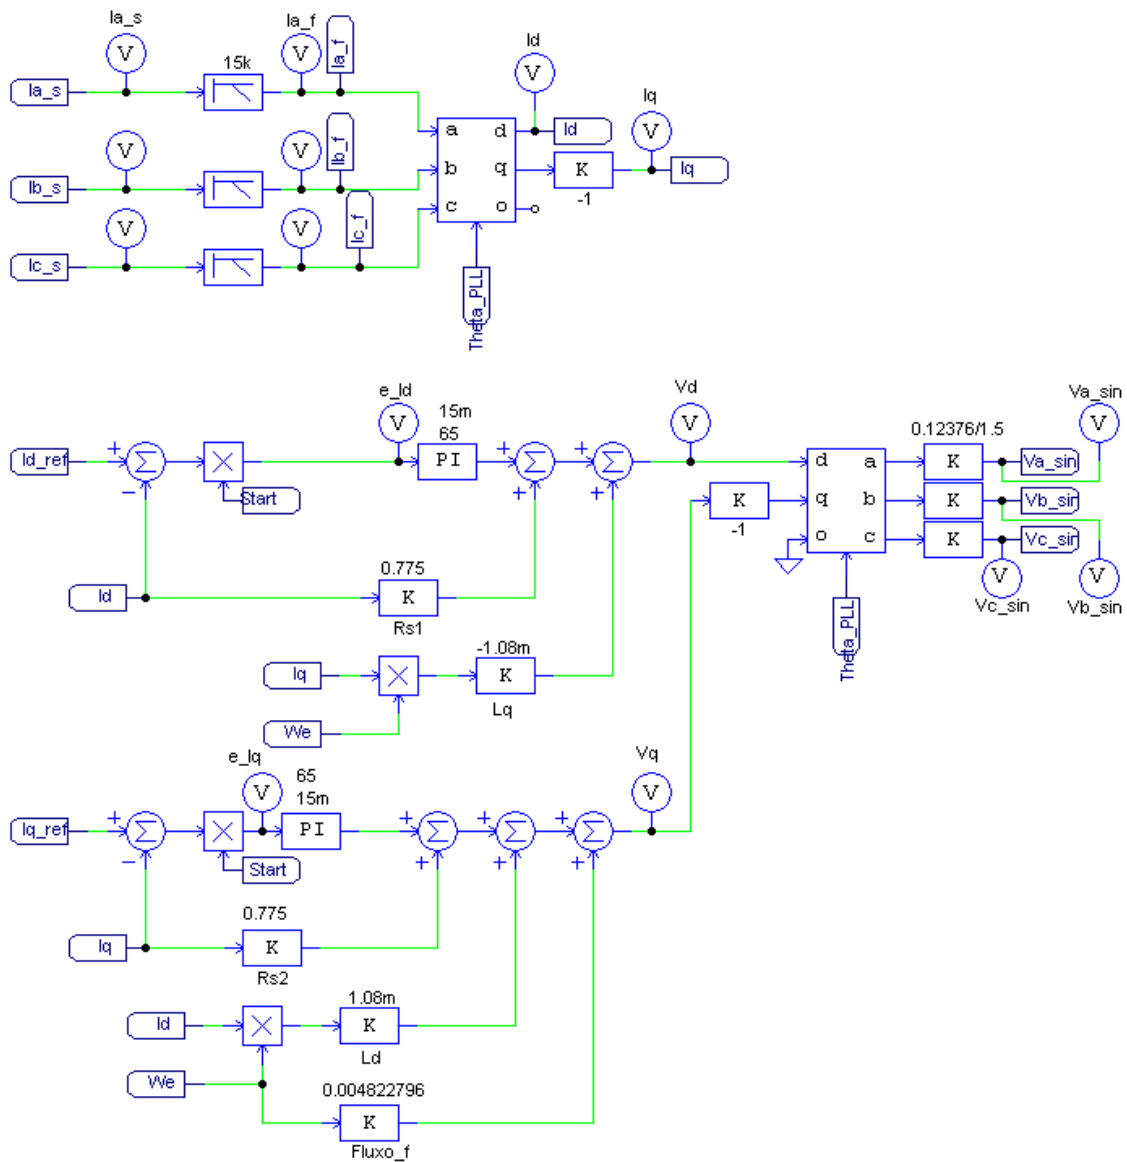 Ia_s
Ia_f
Ia_f
Id
15k
V
V
V
Iq
Ia_s
V
a
d
Id
Ib_f
V
V
b
q
K
Iq
Ib_s
-1
c
o
Ic_f
V
V
Ic_s
Theta_PLL
e_Id
Vd
Va_sin
15m
V
65
V
V
0.12376/1.5
Id_ref
+
Σ
×
PI
+
Σ
+
Σ
d
a
K
Va_sin
−
Start
+
+
K
q
b
K
Vb_sin
-1
o
c
K
Vc_sin
0.775
V
V
Id
K
Vc_sin
Vb_sin
Rs1
Theta_PLL
-1.08m
Iq
×
K
Lq
We
e_Iq
Vq
65
V
15m
V
Iq_ref
+
Σ
×
PI
+
Σ
+
Σ
+
Σ
−
Start
+
+
+
0.775
Iq
K
Rs2
1.08m
Id
×
K
Ld
We
0.004822796
K
Fluxo_f